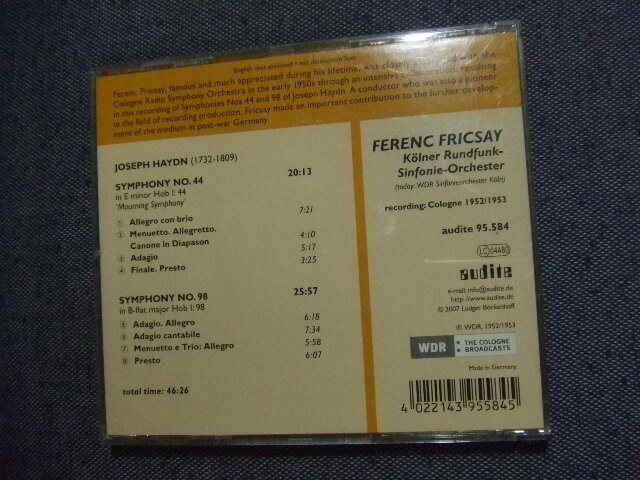 English text enclosed • mit deutschem Text
Ferenc Fricsay, famous and much appreciated during his lifetime, was closely with the
Cologne Radio Symphony Orchestra in the early 1950s through an intensive collaboration, resulting
in this recording of Symphonies Nos 44 and 98 of Joseph Haydn. A conductor who was also a pioneer
in the field of recording production, Fricsay made an important contribution to the further develop-
ment of the medium in post-war Germany.
JOSEPH HAYDN (1732-1809)
SYMPHONY NO. 44 20:13
in E minor Hob I: 44
'Mourning Symphony'
1 Allegro con brio 7:21
2 Menuetto. Allegretto.
Canone in Diapason 4:10
3 Adagio 5:17
4 Finale. Presto 3:25
SYMPHONY NO. 98 25:57
in B-flat major Hob I: 98
5 Adagio. Allegro 6:18
6 Adagio cantabile 7:34
7 Menuetto e Trio: Allegro 5:58
8 Presto 6:07
total time: 46:26
FERENC FRICSAY
Kölner Rundfunk-
Sinfonie-Orchester
(today: WDR Sinfonieorchester Köln)
recording: Cologne 1952/1953
audite 95.584
LC 04480
audite
e-mail: info@audite.de
http://www.audite.de
© 2007 Ludger Böckenhoff
℗ WDR, 1952/1953
WDR THE COLOGNE
BROADCASTS
Made in Germany
4 022143 955845